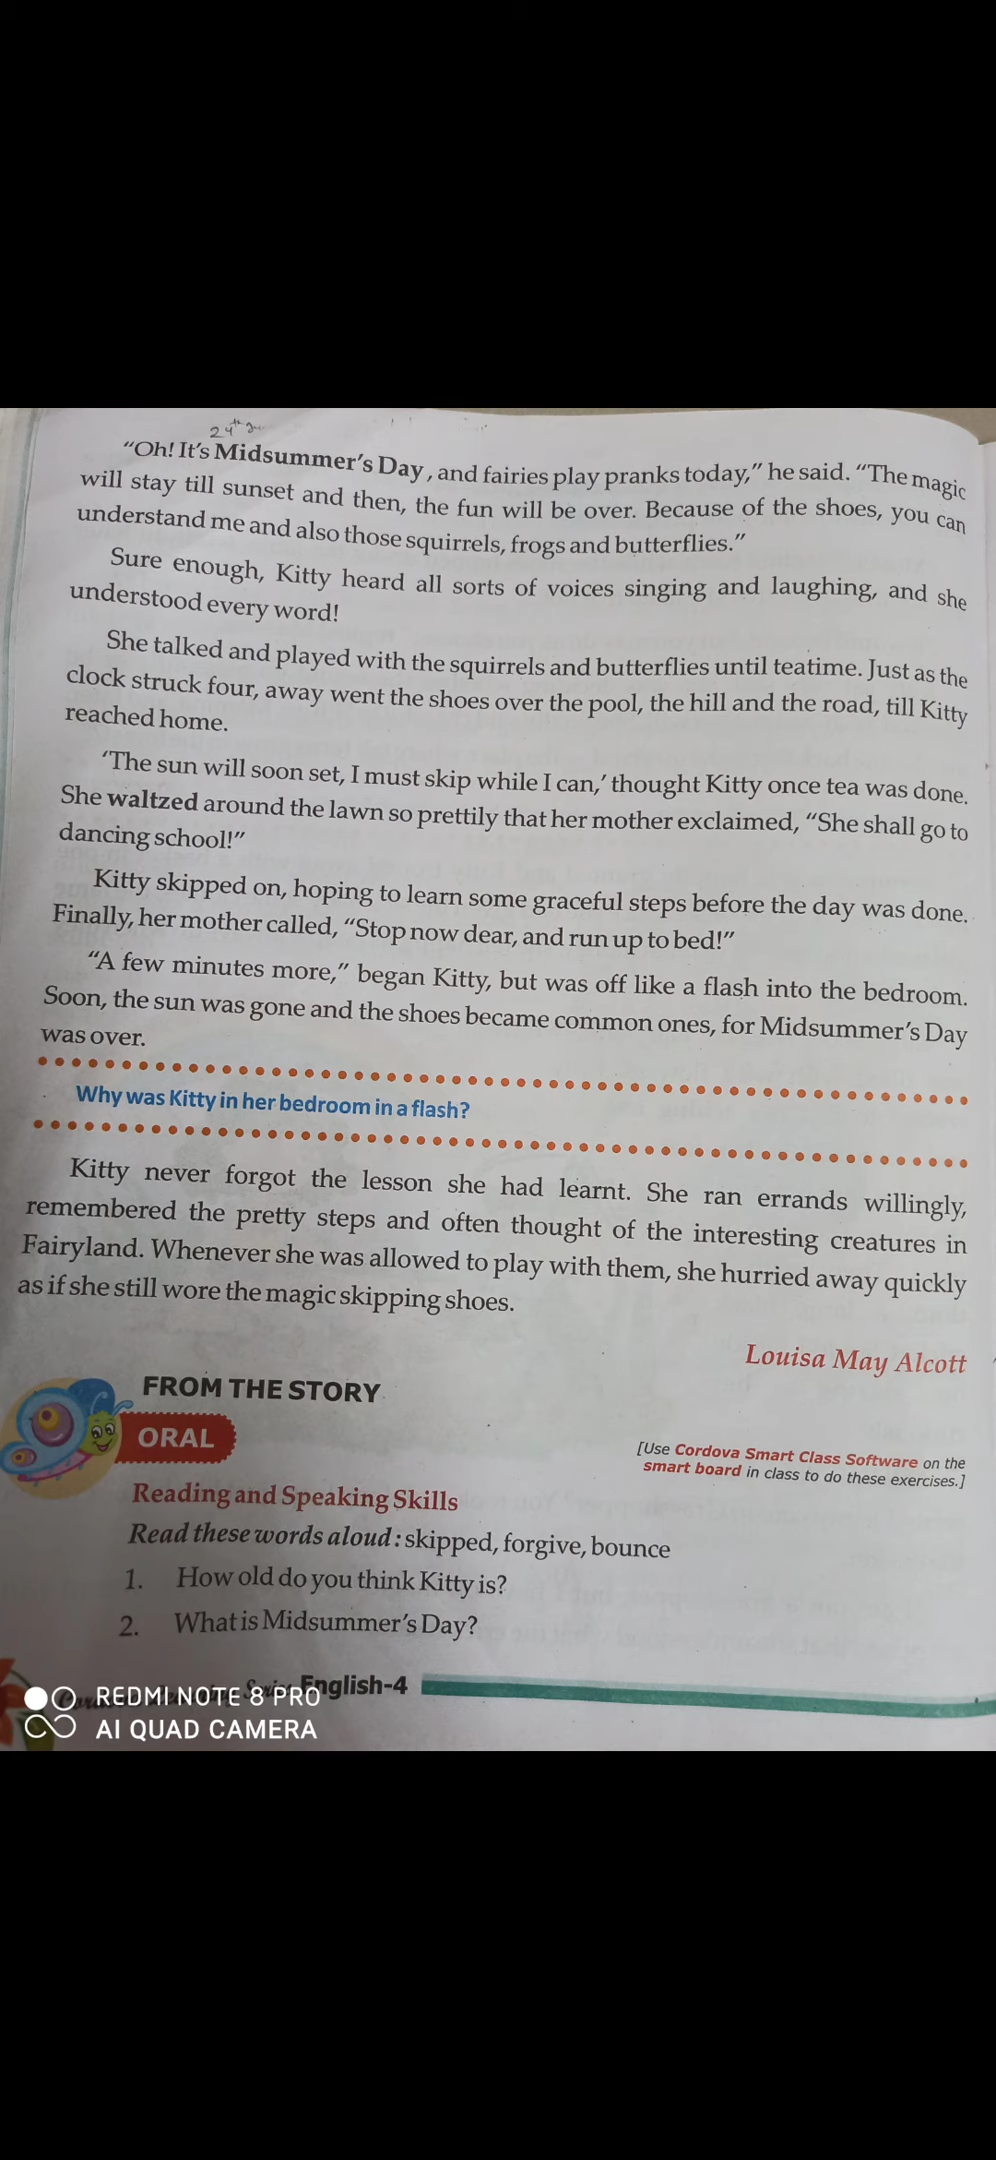 24th
"Oh! It's Midsummer's Day, and fairies play pranks today," he said. "The magic
will stay till sunset and then, the fun will be over. Because of the shoes, you can
understand me and also those squirrels, frogs and butterflies."
Sure enough, Kitty heard all sorts of voices singing and laughing, and she
understood every word!
She talked and played with the squirrels and butterflies until teatime. Just as the
clock struck four, away went the shoes over the pool, the hill and the road, till Kitty
reached home.
'The sun will soon set, I must skip while I can,' thought Kitty once tea was done.
She waltzed around the lawn so prettily that her mother exclaimed, "She shall go to
dancing school!"
Kitty skipped on, hoping to learn some graceful steps before the day was done.
Finally, her mother called, "Stop now dear, and run up to bed!"
"A few minutes more," began Kitty, but was off like a flash into the bedroom.
Soon, the sun was gone and the shoes became common ones, for Midsummer's Day
was over.
Why was Kitty in her bedroom in a flash?
Kitty never forgot the lesson she had learnt. She ran errands willingly,
remembered the pretty steps and often thought of the interesting creatures in
Fairyland. Whenever she was allowed to play with them, she hurried away quickly
as if she still wore the magic skipping shoes.
Louisa May Alcott
FROM THE STORY
ORAL
[Use Cordova Smart Class Software on the
smart board in class to do these exercises.]
Reading and Speaking Skills
Read these words aloud : skipped, forgive, bounce
1. How old do you think Kitty is?
2. What is Midsummer's Day?
English-4
REDMI NOTE 8 PRO
AI QUAD CAMERA